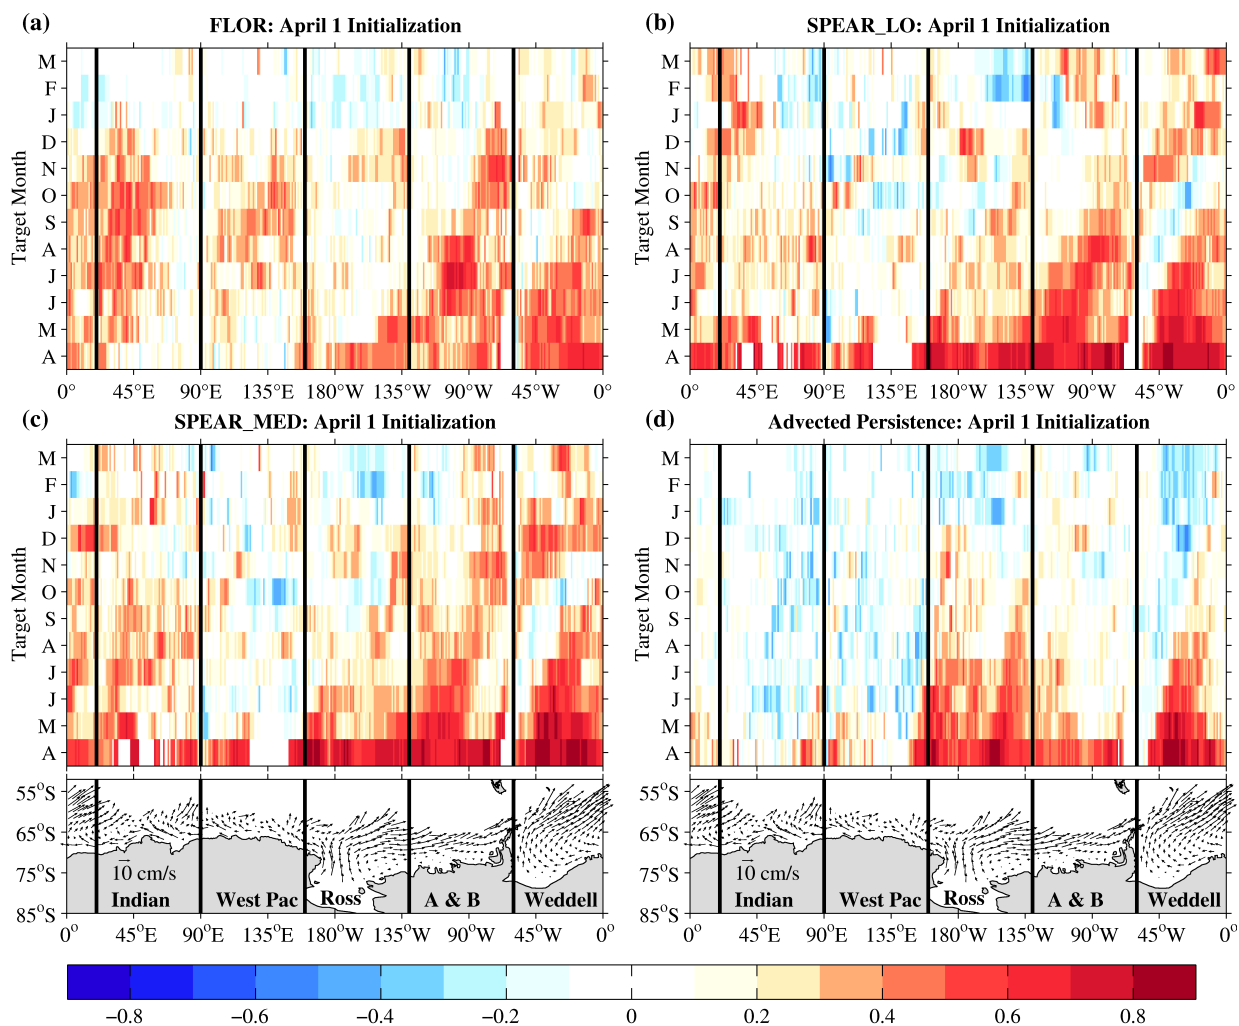 (a) FLOR: April 1 Initialization
Target Month
M
F
J
D
N
O
S
A
J
J
M
A
0° 45°E 90°E 135°E 180°W 135°W 90°W 45°W 0°
(b) SPEAR_LO: April 1 Initialization
Target Month
M
F
J
D
N
O
S
A
J
J
M
A
0° 45°E 90°E 135°E 180°W 135°W 90°W 45°W 0°
(c) SPEAR_MED: April 1 Initialization
Target Month
M
F
J
D
N
O
S
A
J
J
M
A
55°S
65°S
75°S
85°S
10 cm/s
Indian West Pac Ross A & B Weddell
0° 45°E 90°E 135°E 180°W 135°W 90°W 45°W 0°
(d) Advected Persistence: April 1 Initialization
Target Month
M
F
J
D
N
O
S
A
J
J
M
A
55°S
65°S
75°S
85°S
10 cm/s
Indian West Pac Ross A & B Weddell
0° 45°E 90°E 135°E 180°W 135°W 90°W 45°W 0°
−0.8 −0.6 −0.4 −0.2 0 0.2 0.4 0.6 0.8